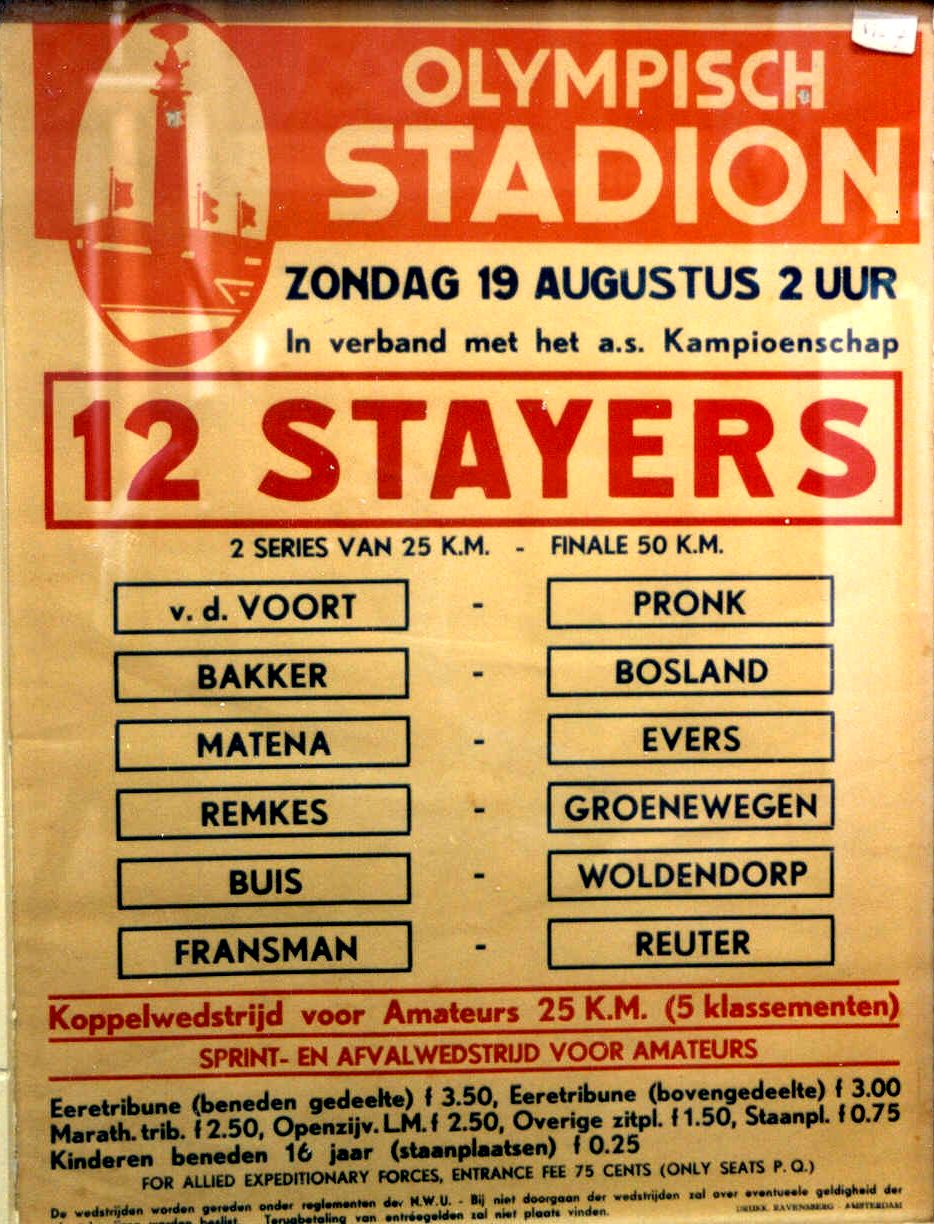 OLYMPISCH
STADION
ZONDAG 19 AUGUSTUS 2 UUR
In verband met het a.s. Kampioenschap
12 STAYERS
2 SERIES VAN 25 K.M. - FINALE 50 K.M.
v. d. VOORT - PRONK
BAKKER - BOSLAND
MATENA - EVERS
REMKES - GROENEWEGEN
BUIS - WOLDENDORP
FRANSMAN - REUTER
Koppelwedstrijd voor Amateurs 25 K.M. (5 klassementen)
SPRINT- EN AFVALWEDSTRIJD VOOR AMATEURS
Eeretribune (beneden gedeelte) f 3.50, Eeretribune (bovengedeelte) f 3.00
Marath. trib. f 2.50, Openzijv. L.M. f 2.50, Overige zitpl. f 1.50, Staanpl. f 0.75
Kinderen beneden 16 jaar (staanplaatsen) f 0.25
FOR ALLIED EXPEDITIONARY FORCES, ENTRANCE FEE 75 CENTS (ONLY SEATS P.Q.)
De wedstrijden worden gereden onder reglementen der N.W.U. - Bij niet doorgaan der wedstrijden zal over eventueele geldigheid der
beslist. Terugbetaling van entréegelden zal niet plaats vinden.
DRUKK. RAVENSBERG - AMSTERDAM